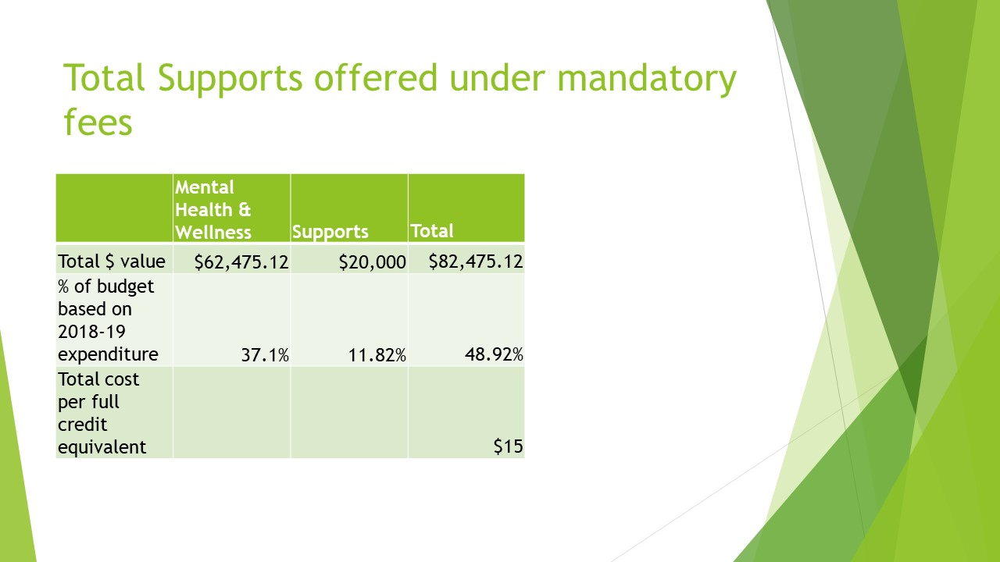 Total Supports offered under mandatory
fees
Mental
Health &
Wellness
Supports
Total
Total $ value
$62,475.12
$20,000
$82,475.12
% of budget
based on
2018-19
expenditure
37.1%
11.82%
48.92%
Total cost
per full
credit
equivalent
$15